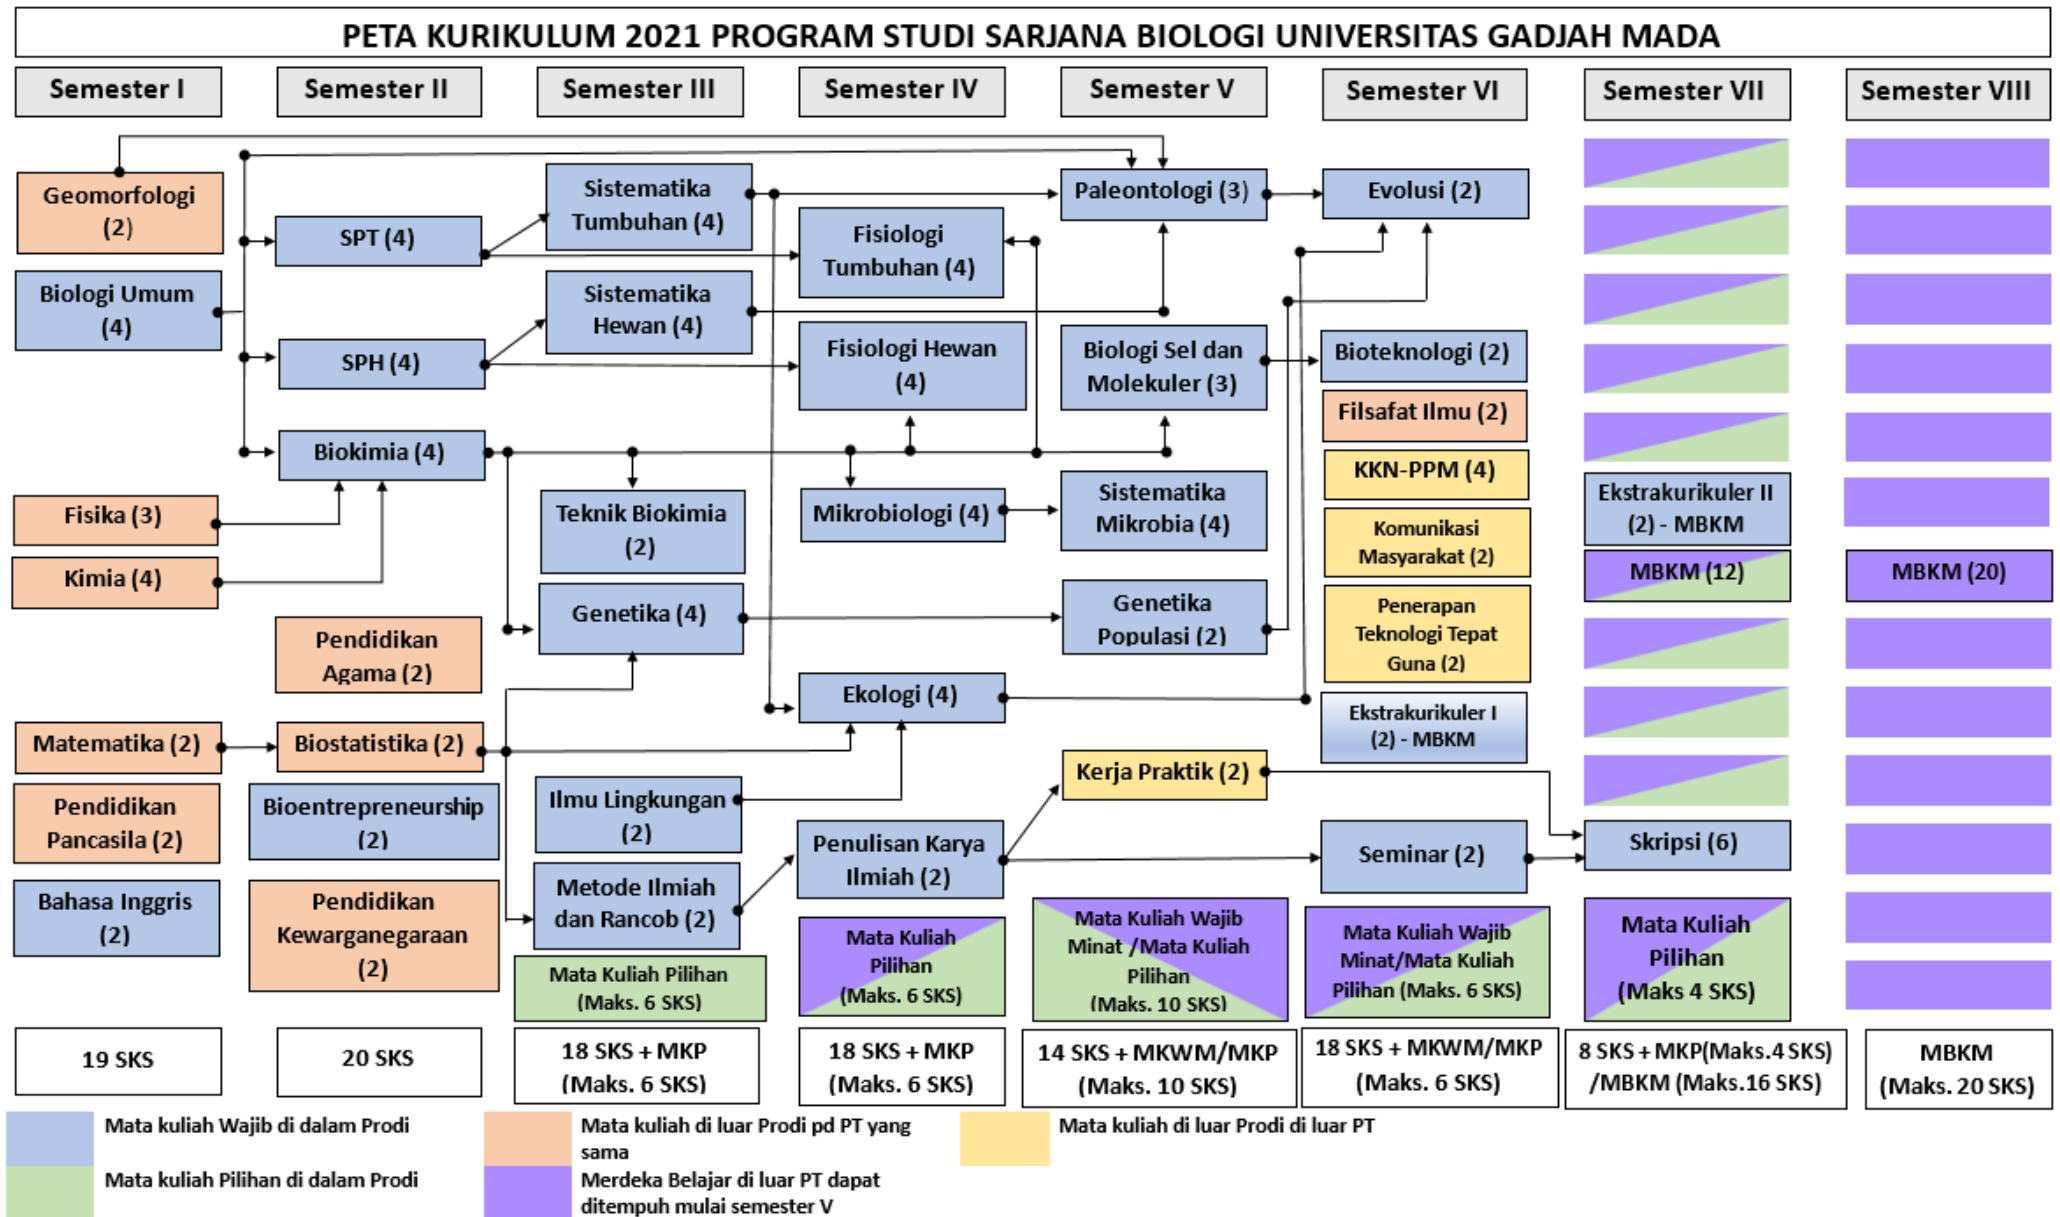 PETA KURIKULUM 2021 PROGRAM STUDI SARJANA BIOLOGI UNIVERSITAS GADJAH MADA
Semester I
Semester II
Semester III
Semester IV
Semester V
Semester VI
Semester VII
Semester VIII
Geomorfologi
(2)
Biologi Umum
(4)
Fisika (3)
Kimia (4)
Matematika (2)
Pendidikan
Pancasila (2)
Bahasa Inggris
(2)
19 SKS
SPT (4)
SPH (4)
Biokimia (4)
Pendidikan
Agama (2)
Biostatistika (2)
Bioentrepreneurship
(2)
Pendidikan
Kewarganegaraan
(2)
20 SKS
Sistematika
Tumbuhan (4)
Sistematika
Hewan (4)
Teknik Biokimia
(2)
Genetika (4)
Ilmu Lingkungan
(2)
Metode Ilmiah
dan Rancob (2)
Mata Kuliah Pilihan
(Maks. 6 SKS)
18 SKS + MKP
(Maks. 6 SKS)
Fisiologi
Tumbuhan (4)
Fisiologi Hewan
(4)
Mikrobiologi (4)
Ekologi (4)
Penulisan Karya
Ilmiah (2)
Mata Kuliah
Pilihan
(Maks. 6 SKS)
18 SKS + MKP
(Maks. 6 SKS)
Paleontologi (3)
Biologi Sel dan
Molekuler (3)
Sistematika
Mikrobia (4)
Genetika
Populasi (2)
Kerja Praktik (2)
Mata Kuliah Wajib
Minat /Mata Kuliah
Pilihan
(Maks. 10 SKS)
14 SKS + MKWM/MKP
(Maks. 10 SKS)
Evolusi (2)
Bioteknologi (2)
Filsafat Ilmu (2)
KKN-PPM (4)
Komunikasi
Masyarakat (2)
Penerapan
Teknologi Tepat
Guna (2)
Ekstrakurikuler I
(2) - MBKM
Seminar (2)
Mata Kuliah Wajib
Minat/Mata Kuliah
Pilihan (Maks. 6 SKS)
18 SKS + MKWM/MKP
(Maks. 6 SKS)
Ekstrakurikuler II
(2) - MBKM
MBKM (12)
Skripsi (6)
Mata Kuliah
Pilihan
(Maks 4 SKS)
8 SKS + MKP(Maks.4 SKS)
/MBKM (Maks.16 SKS)
MBKM (20)
MBKM
(Maks. 20 SKS)
Mata kuliah Wajib di dalam Prodi
Mata kuliah di luar Prodi pd PT yang
sama
Mata kuliah di luar Prodi di luar PT
Mata kuliah Pilihan di dalam Prodi
Merdeka Belajar di luar PT dapat
ditempuh mulai semester V